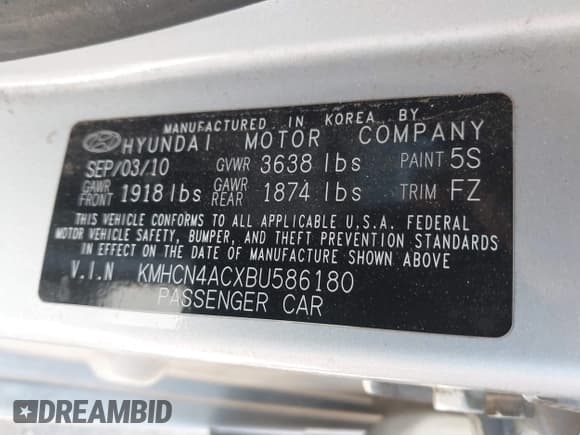 MANUFACTURED IN KOREA BY
HYUNDAI MOTOR COMPANY
SEP/03/10 GVWR 3638 lbs PAINT 5S
GAWR FRONT 1918 lbs GAWR REAR 1874 lbs TRIM FZ
THIS VEHICLE CONFORMS TO ALL APPLICABLE U.S.A. FEDERAL
MOTOR VEHICLE SAFETY, BUMPER, AND THEFT PREVENTION STANDARDS
IN EFFECT ON THE DATE OF MANUFACTURE SHOWN ABOVE
V.I.N KMHCN4ACXBU586180
PASSENGER CAR
DREAMBID